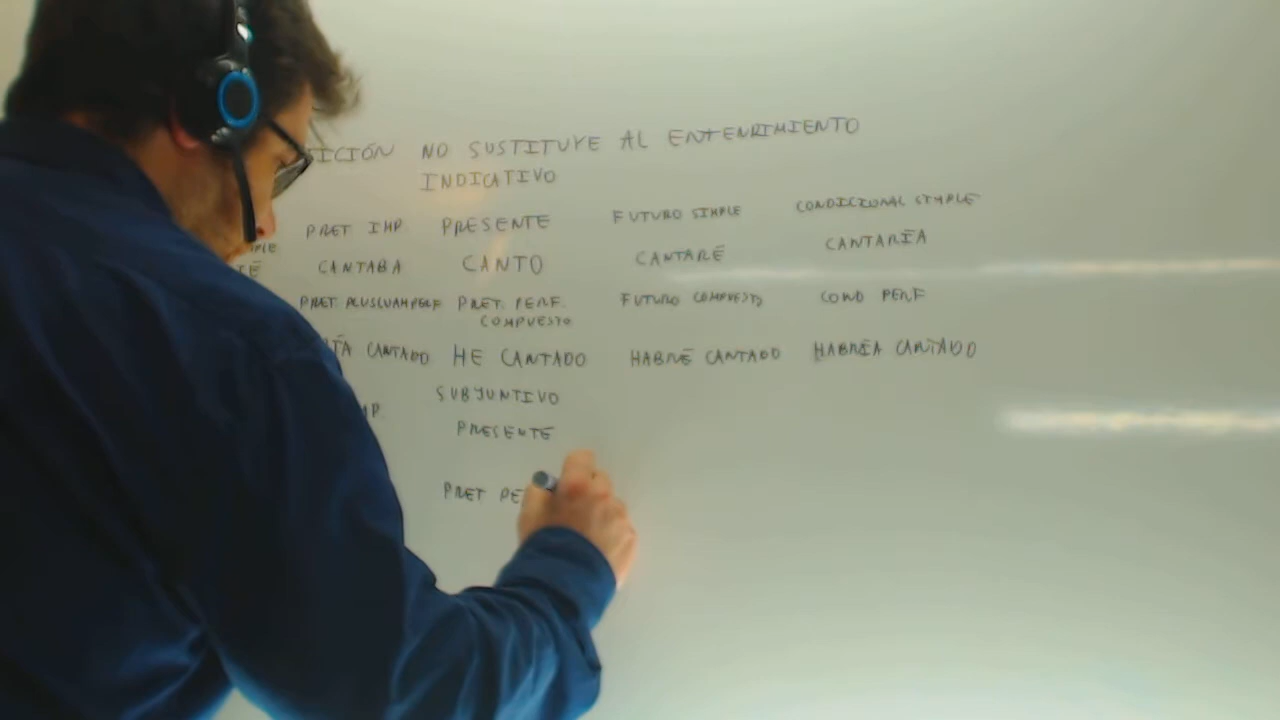 NO SUSTITUYE AL ENTENDIMIENTO
INDICATIVO
PRET IMP. PRESENTE FUTURO SIMPLE CONDICIONAL SIMPLE
CANTABA CANTO CANTARÉ CANTARÍA
PRET. PLUSCUAMPERF PRET. PERF. FUTURO COMPUESTO COND PERF
COMPUESTO
CANTADO HE CANTADO HABRÉ CANTADO HABRÍA CANTADO
SUBJUNTIVO
PRESENTE
PRET PE